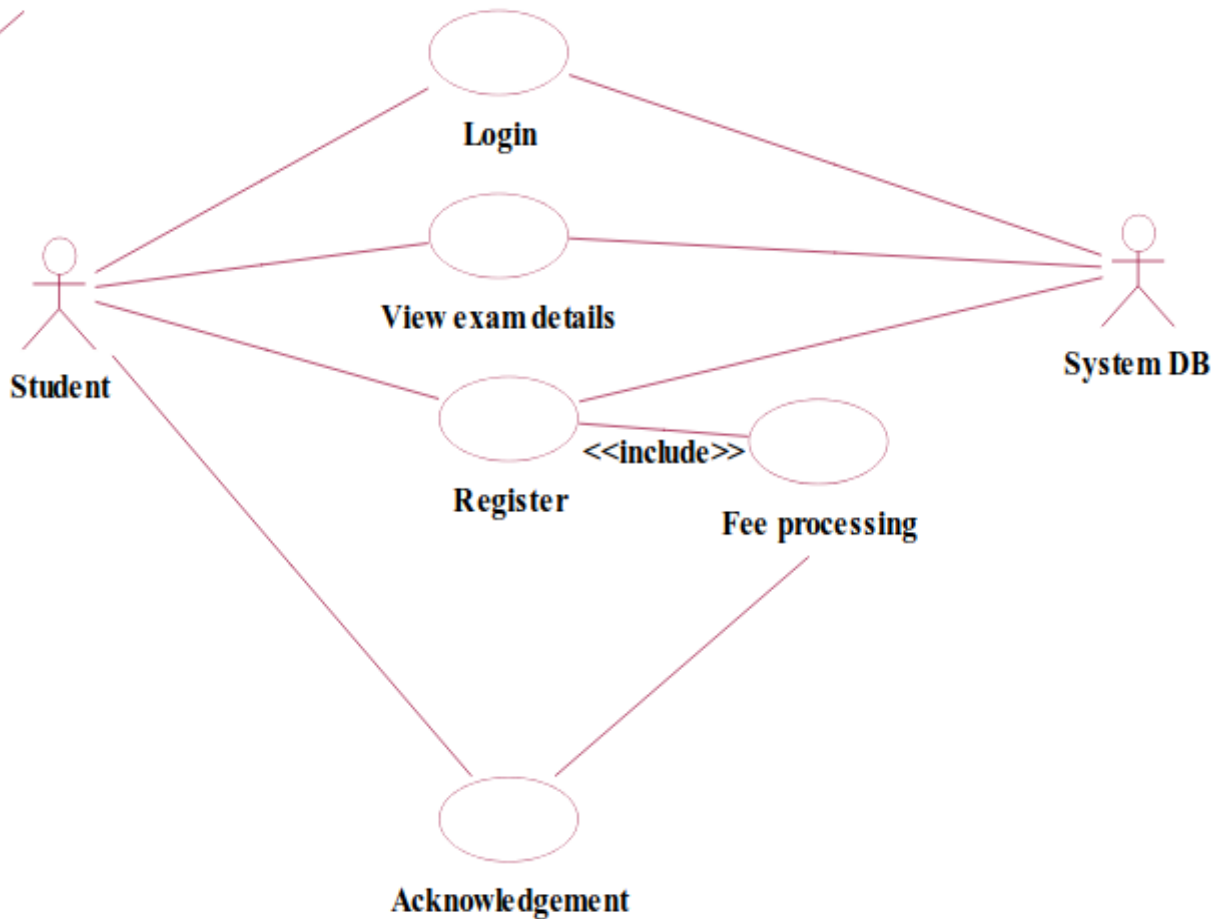 Login
View exam details
Student
System DB
<<include>>
Register
Fee processing
Acknowledgement